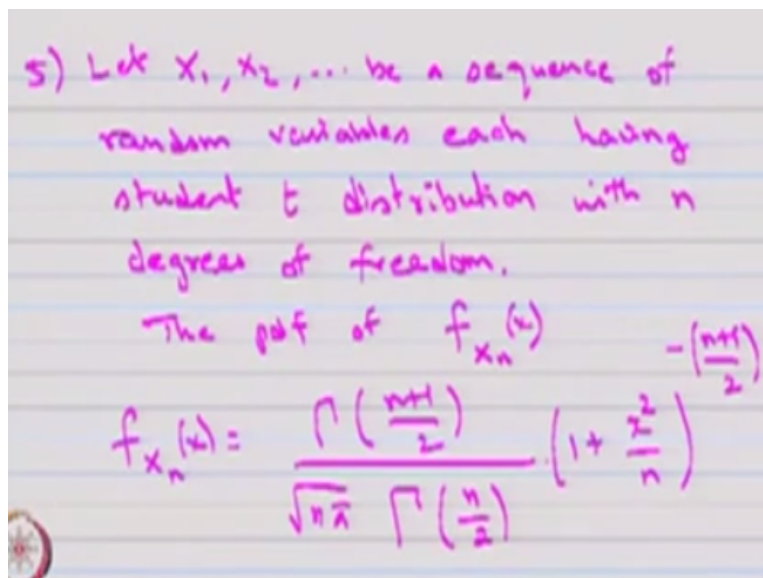 5) Let X₁, X₂, ... be a sequence of
random variables each having
student t distribution with n
degrees of freedom.
The pdf of f_{X_n}(x)
f_{X_n}(x) = Γ((n+1)/2) / (√(nπ) Γ(n/2)) · (1 + x²/n)^{-((n+1)/2)}